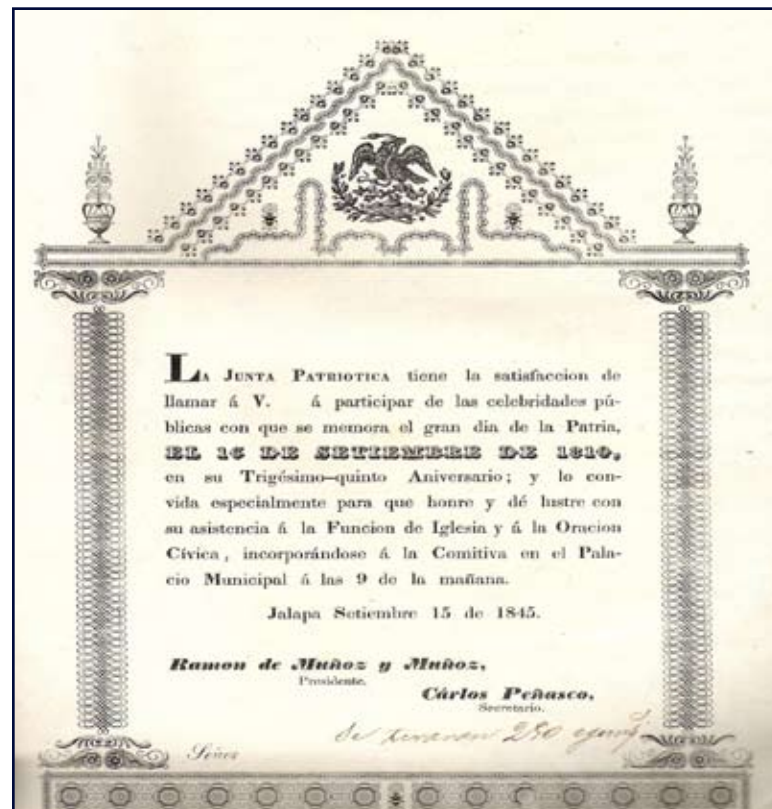 LA JUNTA PATRIOTICA tiene la satisfaccion de
llamar á V. á participar de las celebridades pú-
blicas con que se memora el gran dia de la Patria,
EL 16 DE SETIEMBRE DE 1810,
en su Trigésimo-quinto Aniversario; y lo con-
vida especialmente para que honre y dé lustre con
su asistencia á la Funcion de Iglesia y á la Oracion
Cívica, incorporándose á la Comitiva en el Pala-
cio Municipal á las 9 de la mañana.
Jalapa Setiembre 15 de 1845.
Ramon de Muñoz y Muñoz,
Presidente.
Cárlos Peñasco,
Secretario.
Se 250
Señor